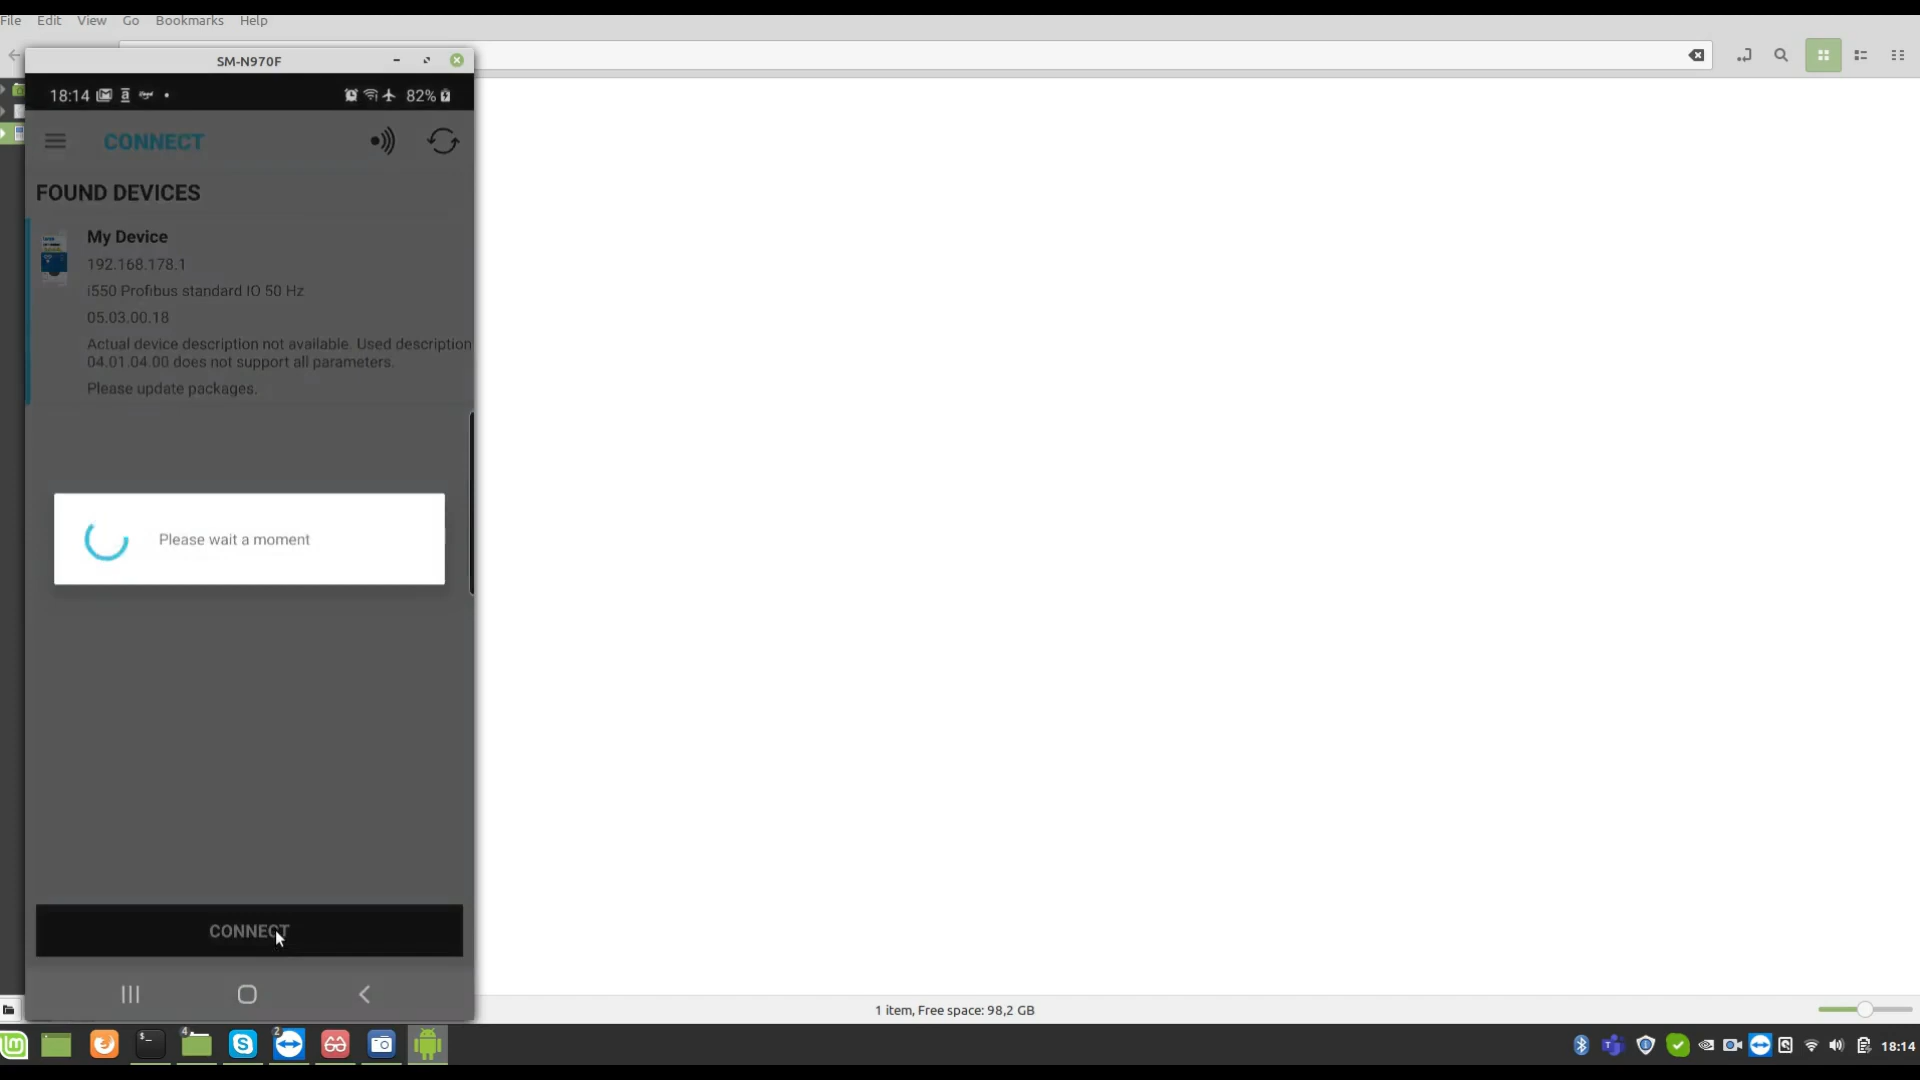 File Edit View Go Bookmarks Help
SM-N970F
18:14 82%
CONNECT
FOUND DEVICES
My Device
192.168.178.1
i550 Profibus standard IO 50 Hz
05.03.00.18
Actual device description not available. Used description
04.01.04.00 does not support all parameters.
Please update packages.
Please wait a moment
CONNECT
1 item, Free space: 98,2 GB
4
2
18:14